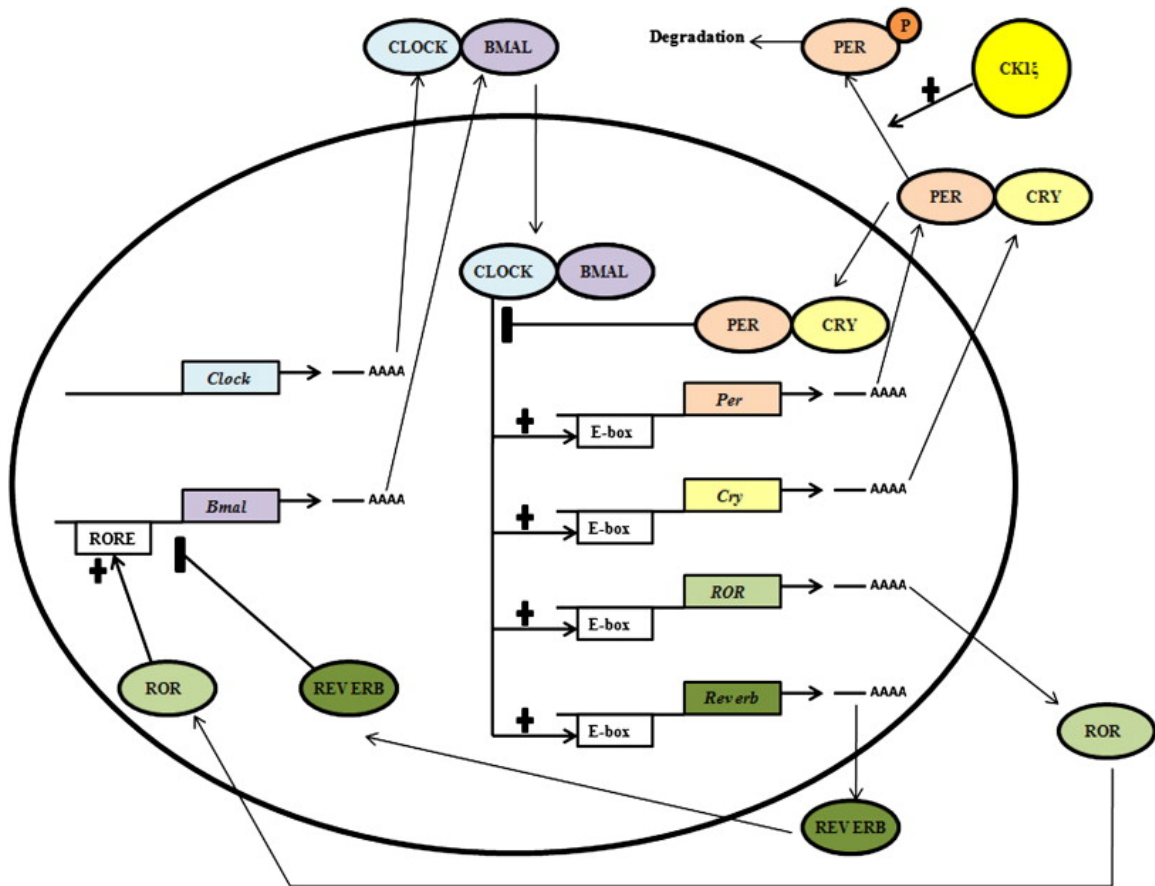 CLOCK
BMAL
Degradation
PER
P
CK1ξ
PER
CRY
CLOCK
BMAL
PER
CRY
Clock
AAAA
Per
AAAA
E-box
Bmal
AAAA
Cry
AAAA
RORE
E-box
ROR
AAAA
E-box
ROR
REVERB
Reverb
AAAA
E-box
ROR
REVERB